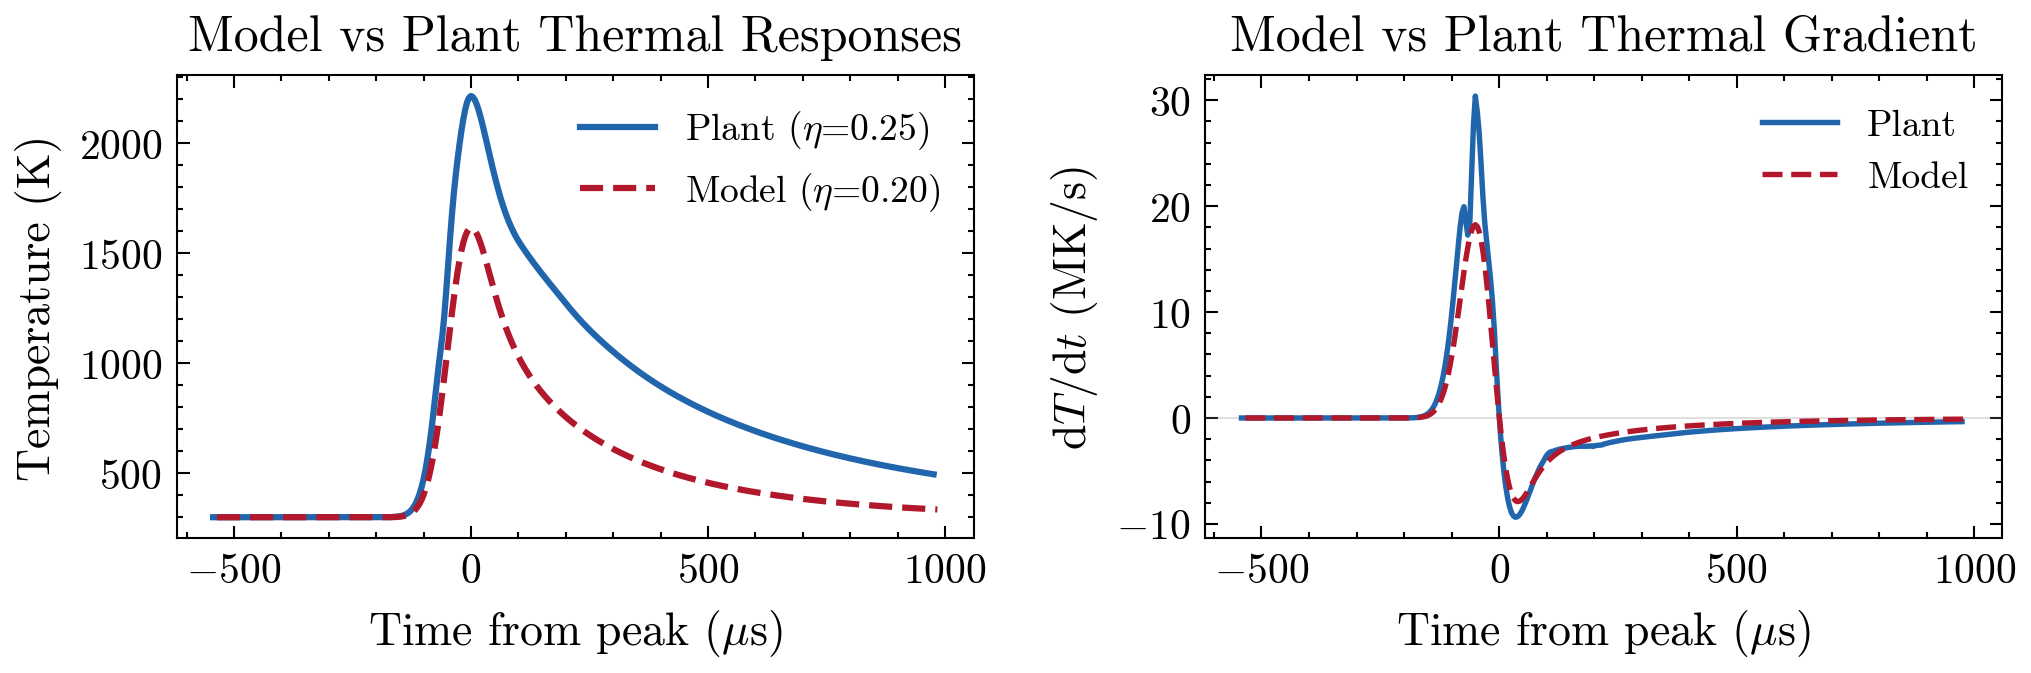 Model vs Plant Thermal Responses
Temperature (K)
2000
1500
1000
500
Plant (η=0.25)
Model (η=0.20)
−500 0 500 1000
Time from peak (μs)
Model vs Plant Thermal Gradient
dT/dt (MK/s)
30
20
10
0
−10
Plant
Model
−500 0 500 1000
Time from peak (μs)